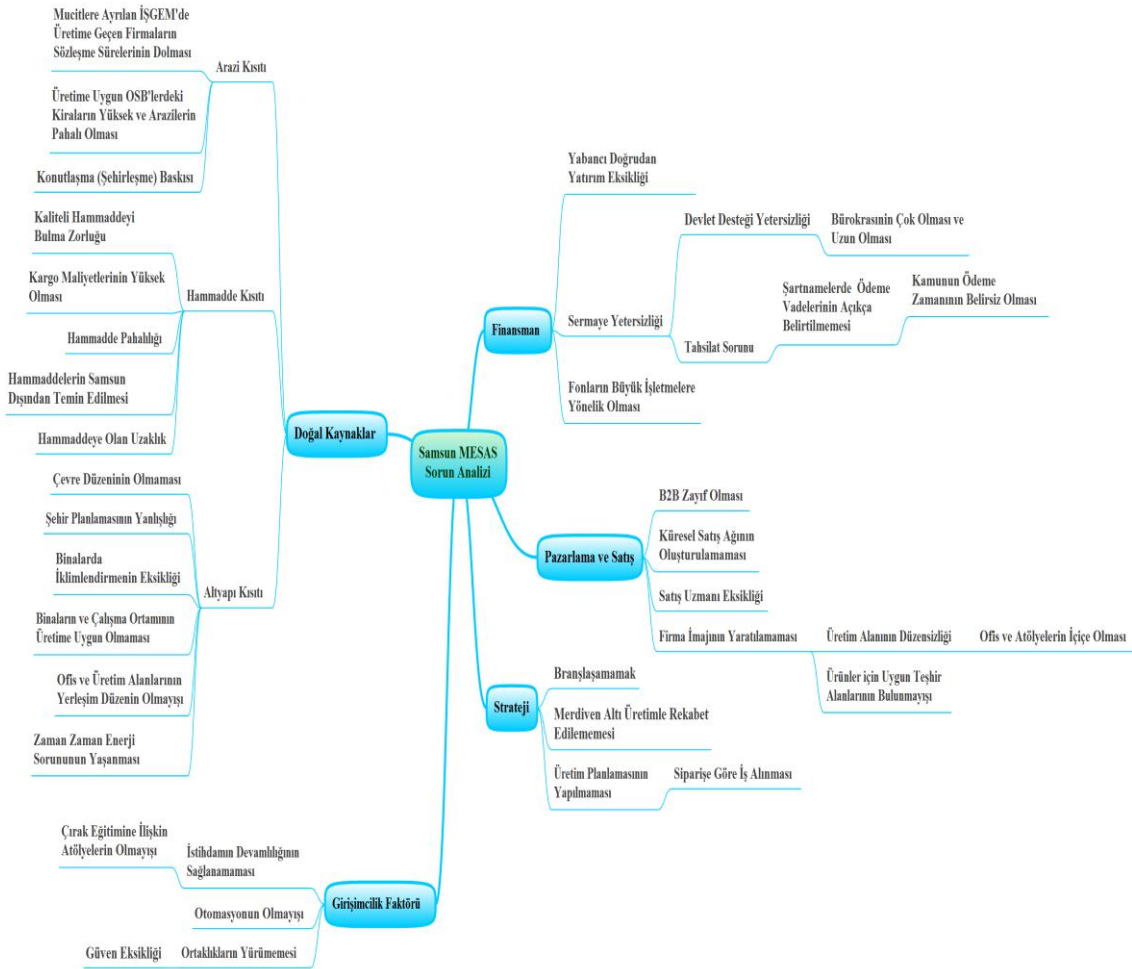 Mucitlere Ayrılan İŞGEM'de
Üretime Geçen Firmaların
Sözleşme Sürelerinin Dolması
Arazi Kısıtı
Üretime Uygun OSB'lerdeki
Kiraların Yüksek ve Arazilerin
Pahalı Olması
Konutlaşma (Şehirleşme) Baskısı
Kaliteli Hammaddeyi
Bulma Zorluğu
Kargo Maliyetlerinin Yüksek
Olması
Hammadde Kısıtı
Hammadde Pahalılığı
Hammaddelerin Samsun
Dışından Temin Edilmesi
Hammaddeye Olan Uzaklık
Doğal Kaynaklar
Çevre Düzeninin Olmaması
Şehir Planlamasının Yanlışlığı
Binalarda
İklimlendirmenin Eksikliği
Altyapı Kısıtı
Binaların ve Çalışma Ortamının
Üretime Uygun Olmaması
Ofis ve Üretim Alanlarının
Yerleşim Düzenin Olmayışı
Zaman Zaman Enerji
Sorununun Yaşanması
Çırak Eğitimine İlişkin
Atölyelerin Olmayışı
İstihdamın Devamlılığının
Sağlanamaması
Otomasyonun Olmayışı
Girişimcilik Faktörü
Güven Eksikliği
Ortaklıkların Yürümemesi
Samsun MESAS
Sorun Analizi
Finansman
Yabancı Doğrudan
Yatırım Eksikliği
Sermaye Yetersizliği
Devlet Desteği Yetersizliği
Bürokrasinin Çok Olması ve
Uzun Olması
Tahsilat Sorunu
Şartnamelerde Ödeme
Vadelerinin Açıkça
Belirtilmemesi
Kamunun Ödeme
Zamanının Belirsiz Olması
Fonların Büyük İşletmelere
Yönelik Olması
Pazarlama ve Satış
B2B Zayıf Olması
Küresel Satış Ağının
Oluşturulamaması
Satış Uzmanı Eksikliği
Firma İmajının Yaratılamaması
Üretim Alanının Düzensizliği
Ofis ve Atölyelerin İçiçe Olması
Ürünler için Uygun Teşhir
Alanlarının Bulunmayışı
Strateji
Branşlaşamamak
Merdiven Altı Üretimle Rekabet
Edilememesi
Üretim Planlamasının
Yapılmaması
Siparişe Göre İş Alınması